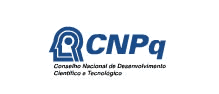 CNPq
Conselho Nacional de Desenvolvimento
Científico e Tecnológico